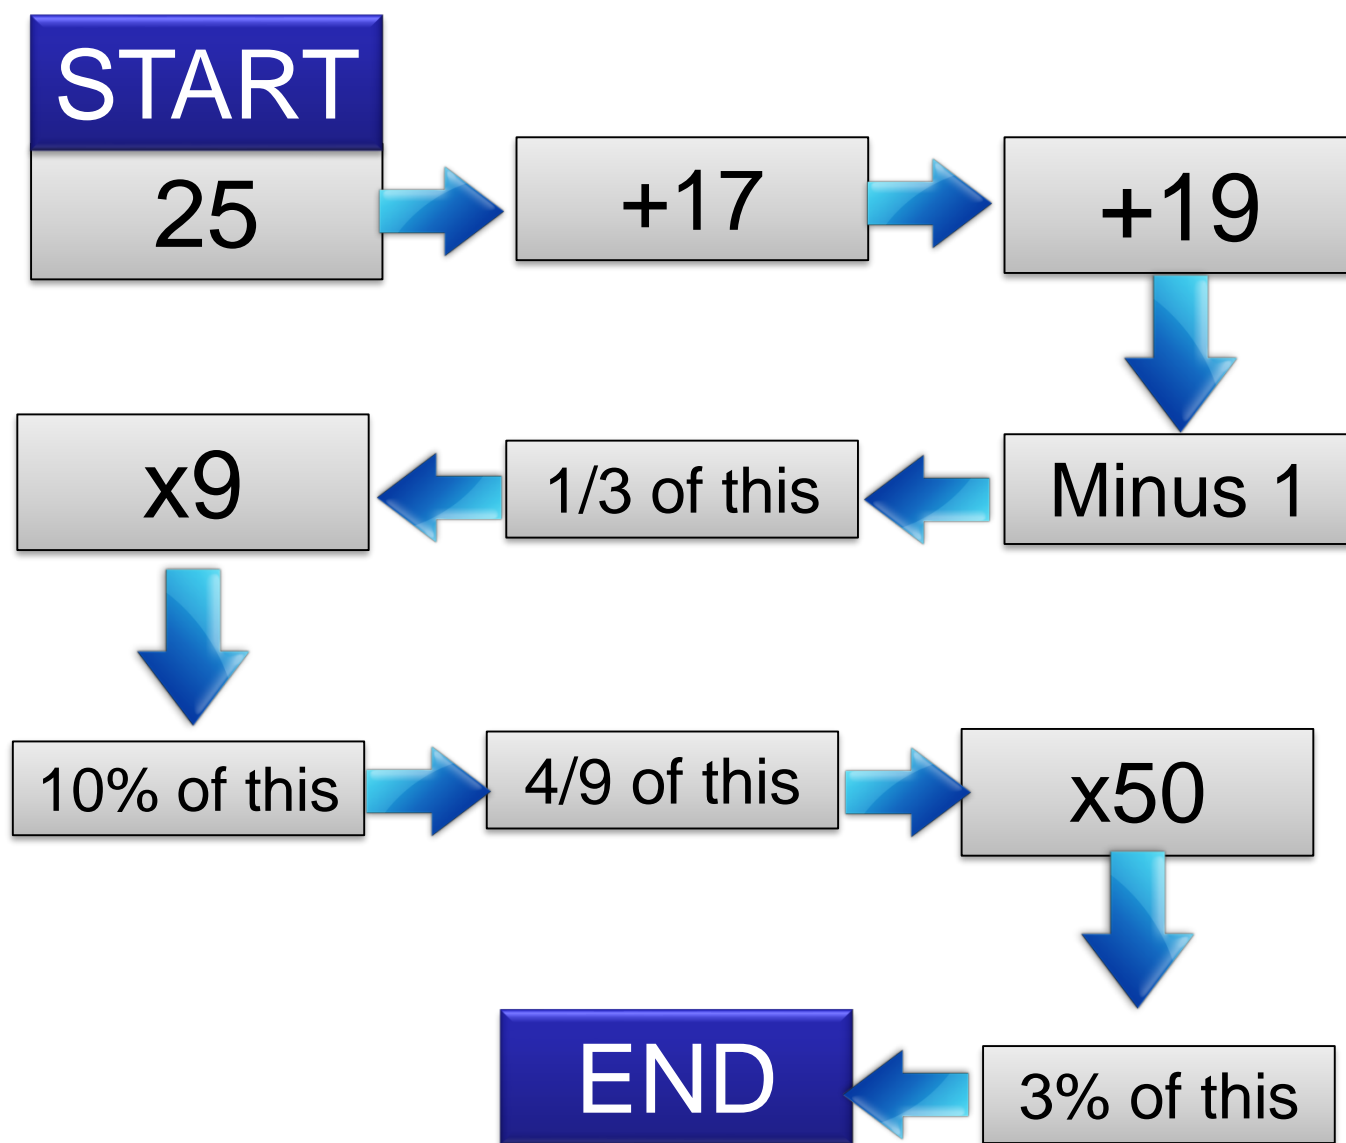 START
25
+17
+19
Minus 1
1/3 of this
x9
10% of this
4/9 of this
x50
3% of this
END